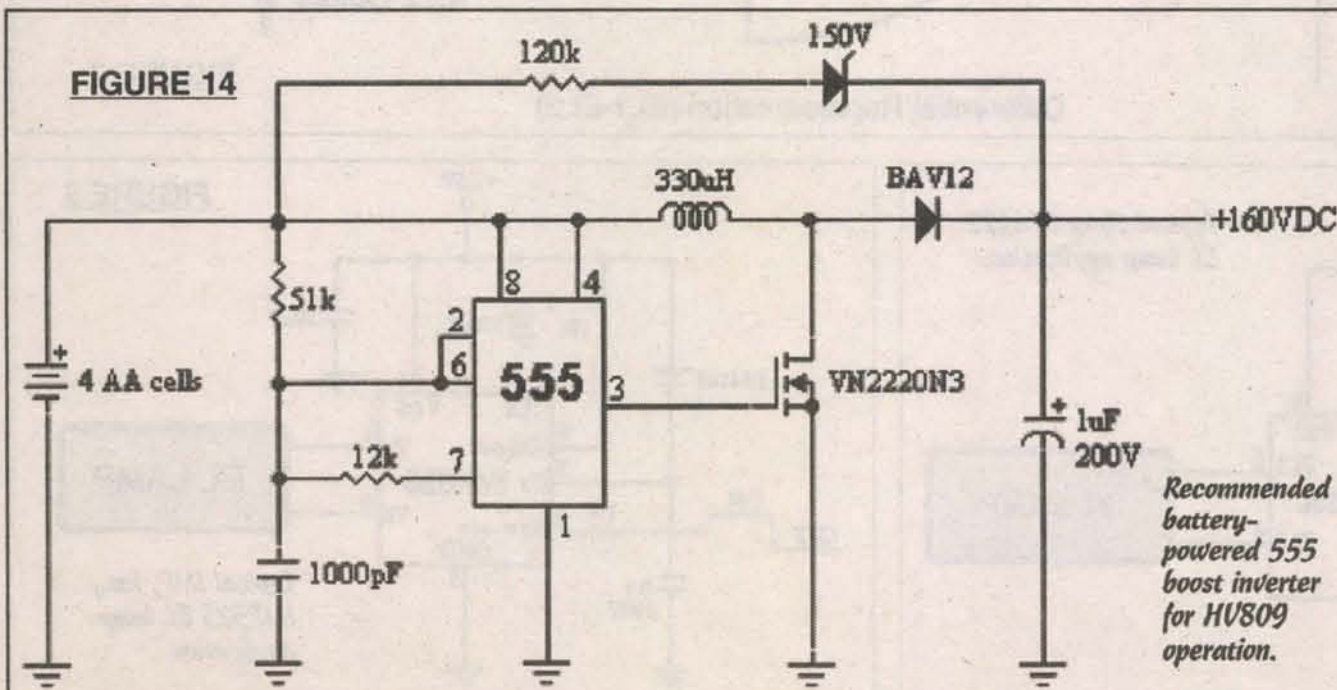 FIGURE 14
120k
150V
330uH
BAV12
+160VDC
51k
8
4
2
6
555
3
4 AA cells
VN2220N3
12k
7
1uF
200V
1
1000pF
Recommended
battery-
powered 555
boost inverter
for HV809
operation.